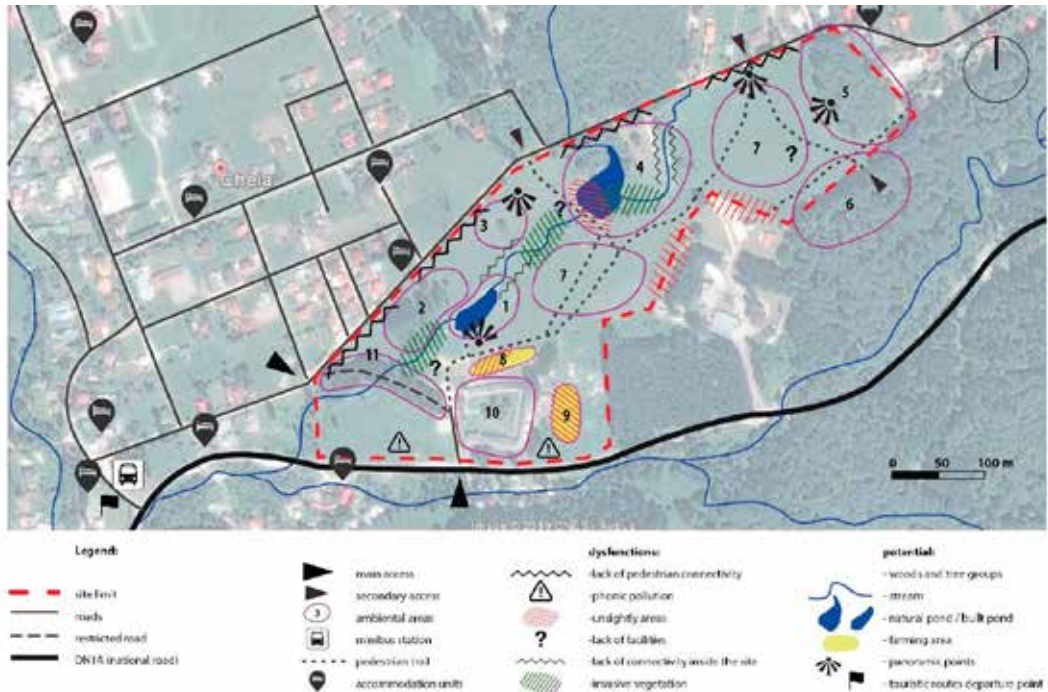 5
4
7
?
6
3
?
7
2
1
11
?
8
10
9
Cheia
0 50 100 m
Legend:
site limit
roads
restricted road
DN1A (national road)
main access
secondary access
3
ambiental areas
minibus station
pedestrian trail
accommodation units
dysfunctions:
-lack of pedestrian connectivity
-phonic pollution
-unsightly areas
?
-lack of facilities
-lack of connectivity inside the site
-invasive vegetation
potential:
- woods and tree groups
- stream
- natural pond / built pond
- farming area
- panoramic points
- touristic routes departure point